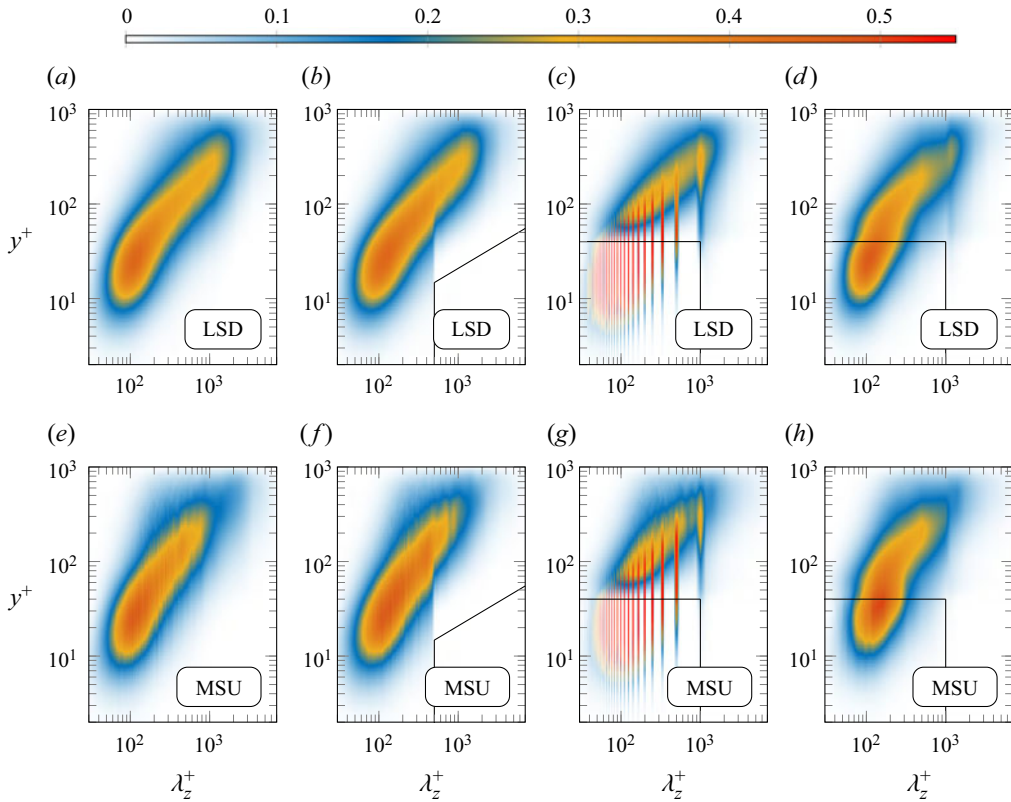 0 0.1 0.2 0.3 0.4 0.5
(a) (b) (c) (d)
10³ 10³ 10³ 10³
y⁺ 10² 10² 10² 10²
10¹ 10¹ 10¹ 10¹
LSD LSD LSD LSD
10² 10³ 10² 10³ 10² 10³ 10² 10³
(e) (f) (g) (h)
10³ 10³ 10³ 10³
y⁺ 10² 10² 10² 10²
10¹ 10¹ 10¹ 10¹
MSU MSU MSU MSU
10² 10³ 10² 10³ 10² 10³ 10² 10³
λz⁺ λz⁺ λz⁺ λz⁺